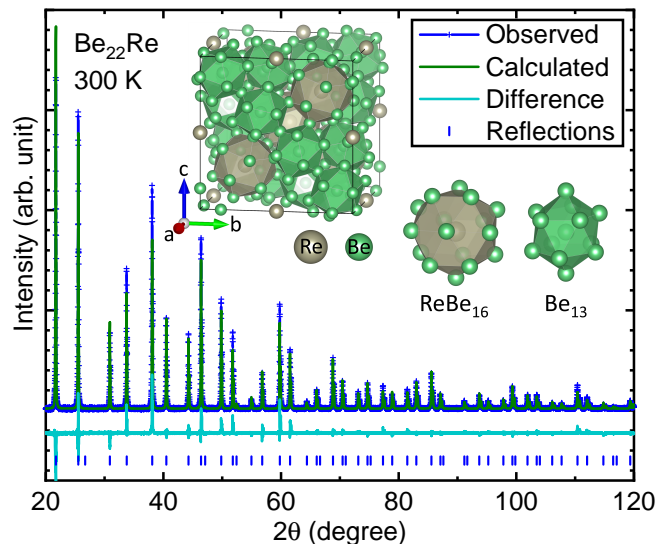 Be₂₂Re
300 K
Observed
Calculated
Difference
Reflections
c
b
a
Re
Be
ReBe₁₆
Be₁₃
Intensity (arb. unit)
20 40 60 80 100 120
2θ (degree)